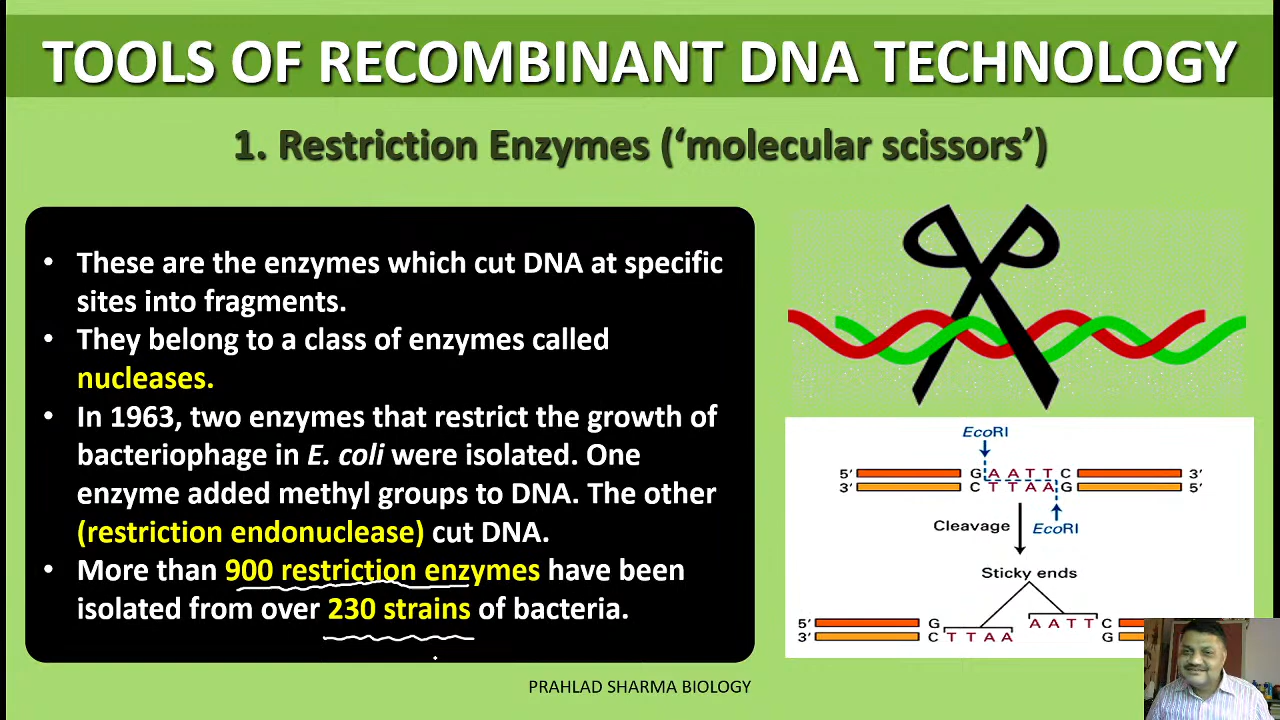 TOOLS OF RECOMBINANT DNA TECHNOLOGY
1. Restriction Enzymes (‘molecular scissors’)
• These are the enzymes which cut DNA at specific
sites into fragments.
• They belong to a class of enzymes called
nucleases.
• In 1963, two enzymes that restrict the growth of
bacteriophage in E. coli were isolated. One
enzyme added methyl groups to DNA. The other
(restriction endonuclease) cut DNA.
• More than 900 restriction enzymes have been
isolated from over 230 strains of bacteria.
EcoRI
5′ G A A T T C 3′
3′ C T T A A G 5′
Cleavage
EcoRI
Sticky ends
5′ G A A T T C
3′ C T T A A G
PRAHLAD SHARMA BIOLOGY